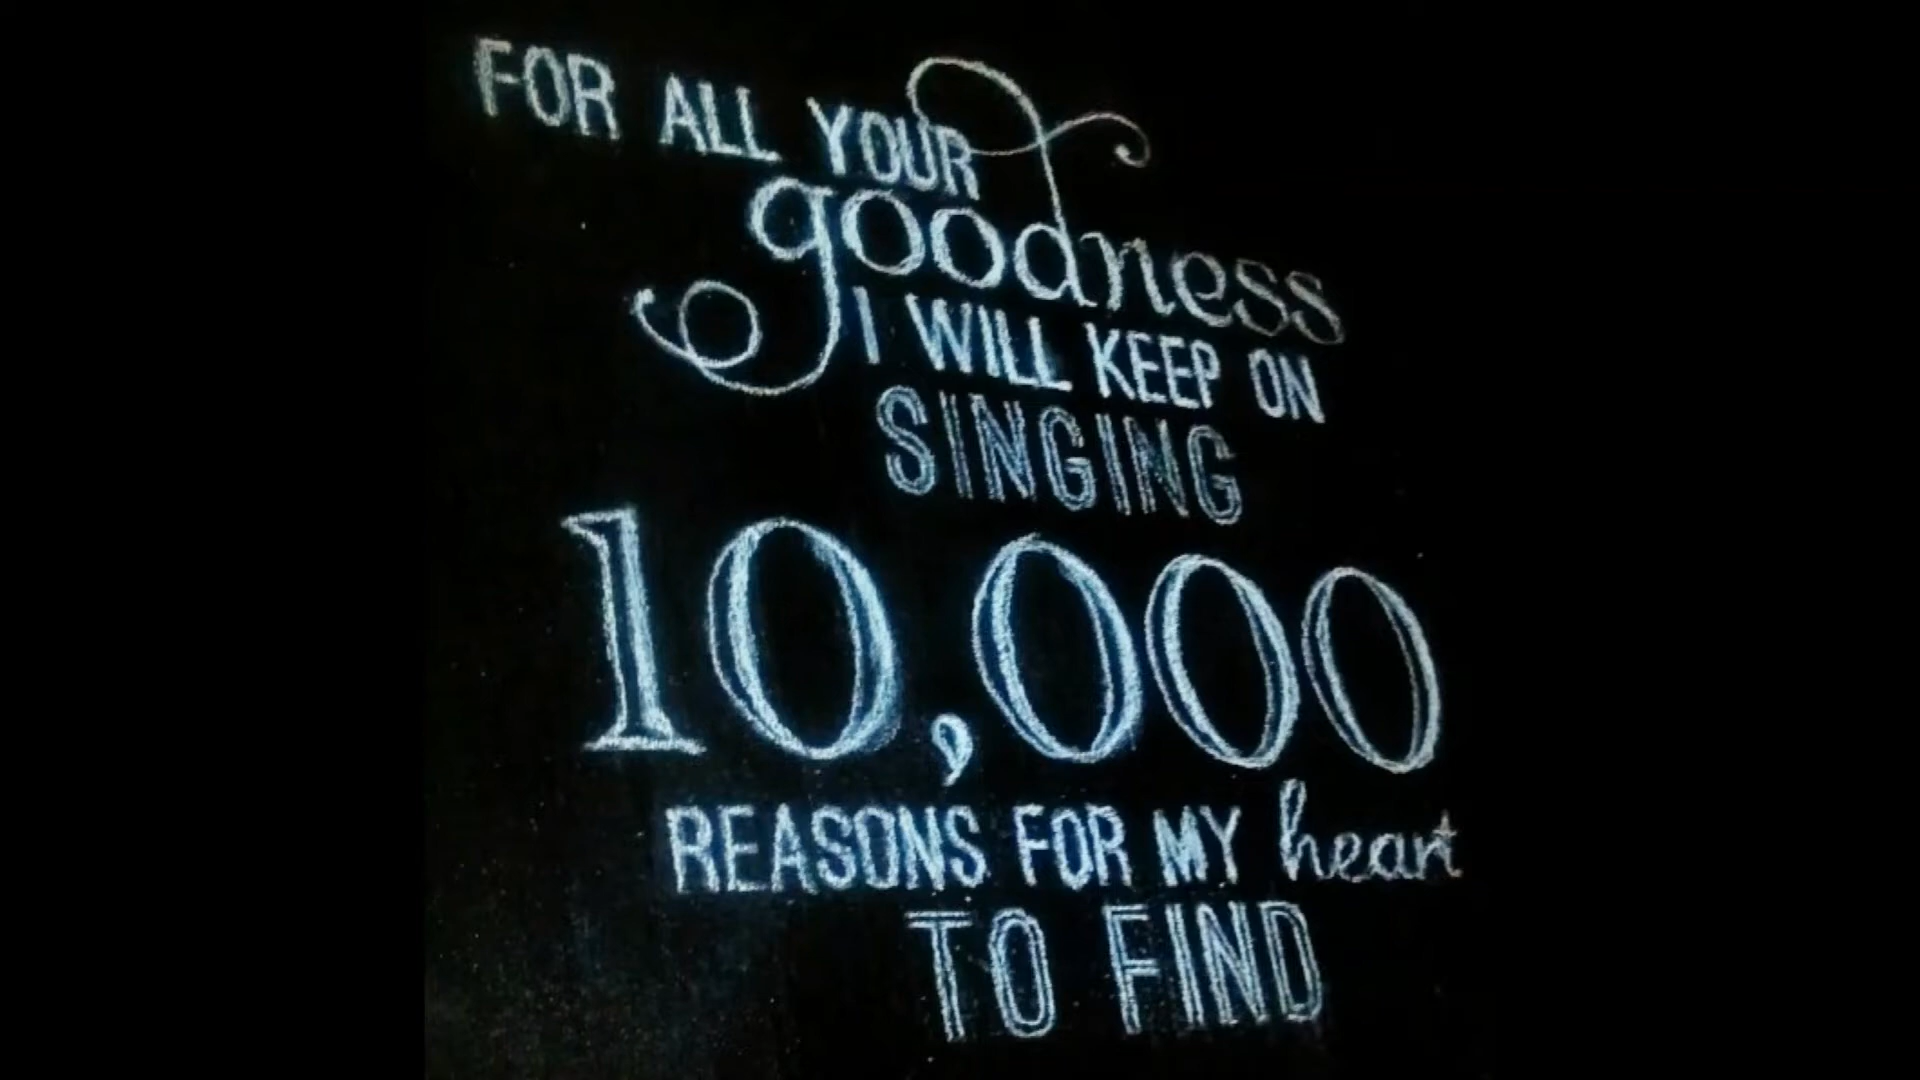 FOR ALL YOUR
goodness
I WILL KEEP ON
SINGING
10,000
REASONS FOR MY heart
TO FIND